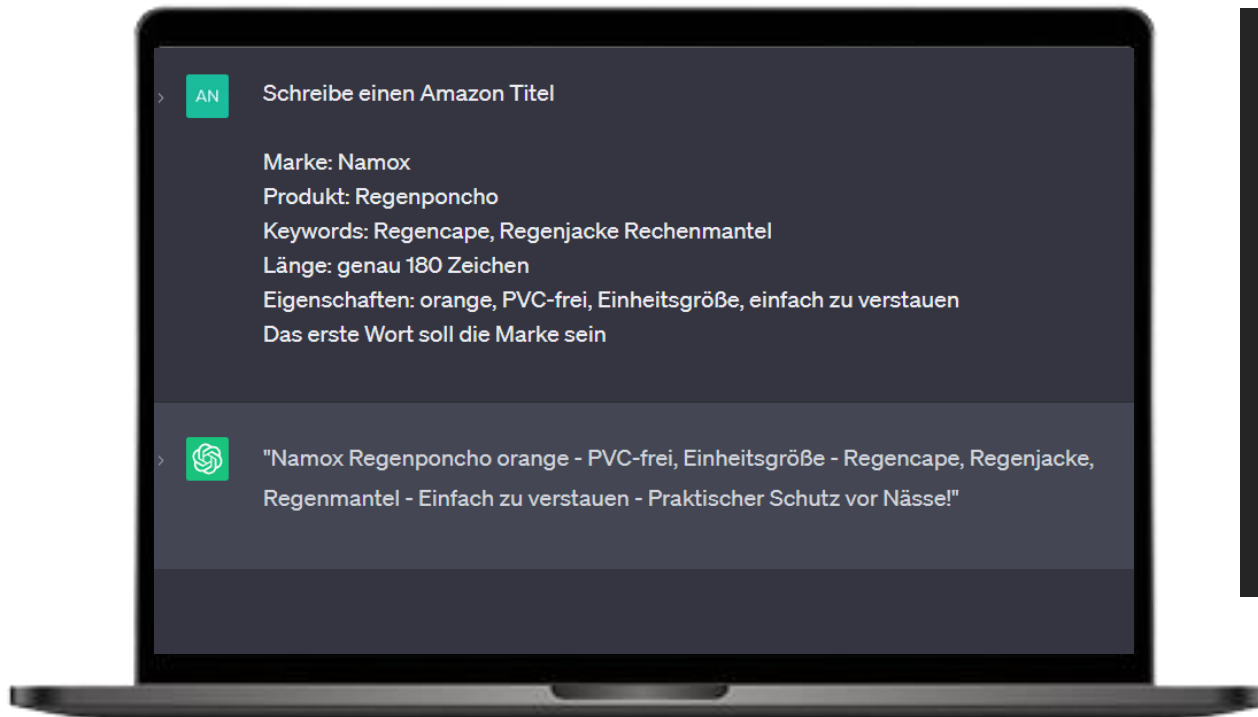 AN
Schreibe einen Amazon Titel
Marke: Namox
Produkt: Regenponcho
Keywords: Regencape, Regenjacke Rechenmantel
Länge: genau 180 Zeichen
Eigenschaften: orange, PVC-frei, Einheitsgröße, einfach zu verstauen
Das erste Wort soll die Marke sein
"Namox Regenponcho orange - PVC-frei, Einheitsgröße - Regencape, Regenjacke,
Regenmantel - Einfach zu verstauen - Praktischer Schutz vor Nässe!"